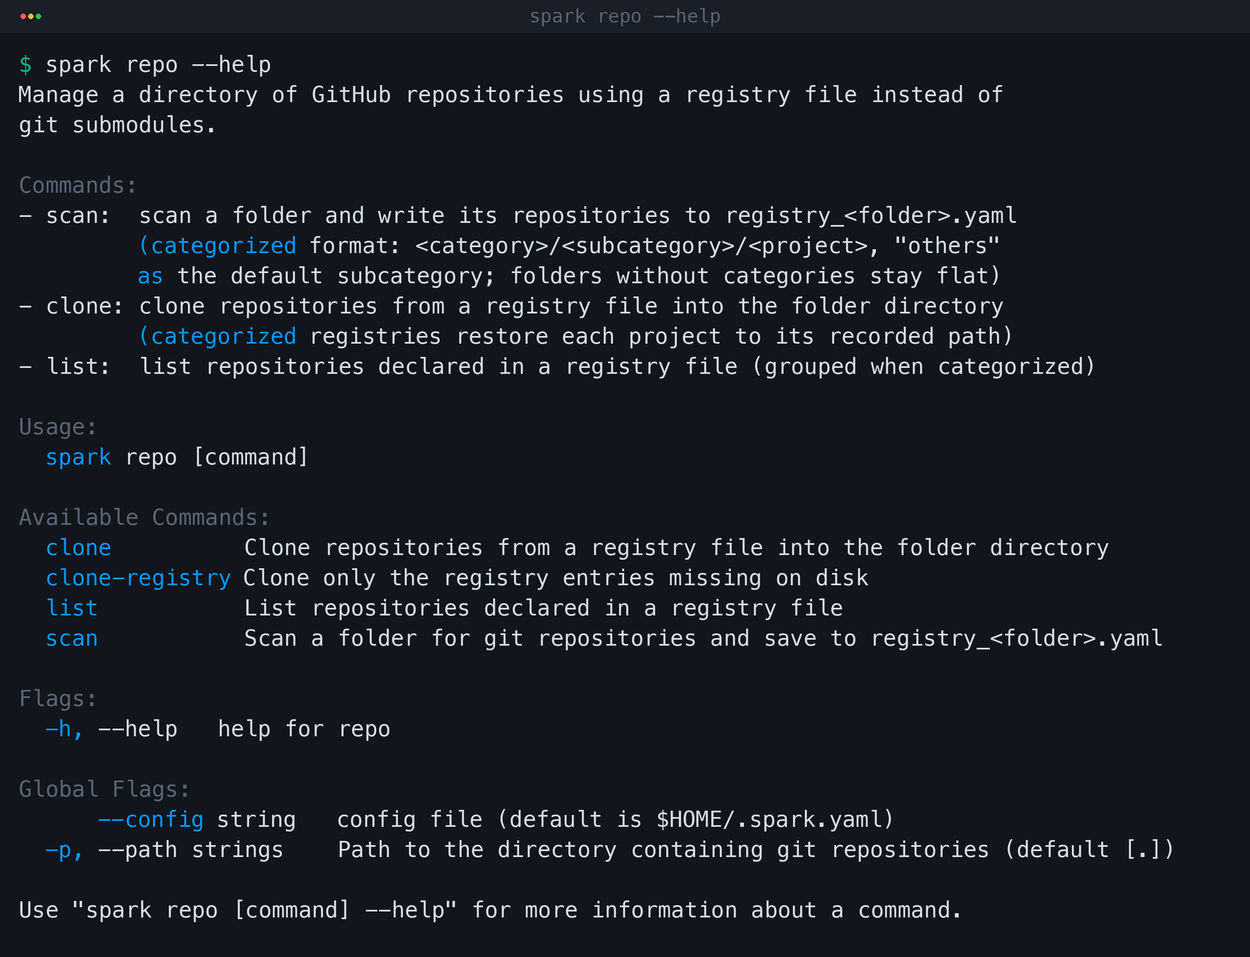 spark repo --help
$ spark repo --help
Manage a directory of GitHub repositories using a registry file instead of
git submodules.
Commands:
- scan:  scan a folder and write its repositories to registry_<folder>.yaml
         (categorized format: <category>/<subcategory>/<project>, "others"
         as the default subcategory; folders without categories stay flat)
- clone: clone repositories from a registry file into the folder directory
         (categorized registries restore each project to its recorded path)
- list:  list repositories declared in a registry file (grouped when categorized)
Usage:
  spark repo [command]
Available Commands:
  clone          Clone repositories from a registry file into the folder directory
  clone-registry Clone only the registry entries missing on disk
  list           List repositories declared in a registry file
  scan           Scan a folder for git repositories and save to registry_<folder>.yaml
Flags:
  -h, --help   help for repo
Global Flags:
      --config string   config file (default is $HOME/.spark.yaml)
  -p, --path strings    Path to the directory containing git repositories (default [.])
Use "spark repo [command] --help" for more information about a command.